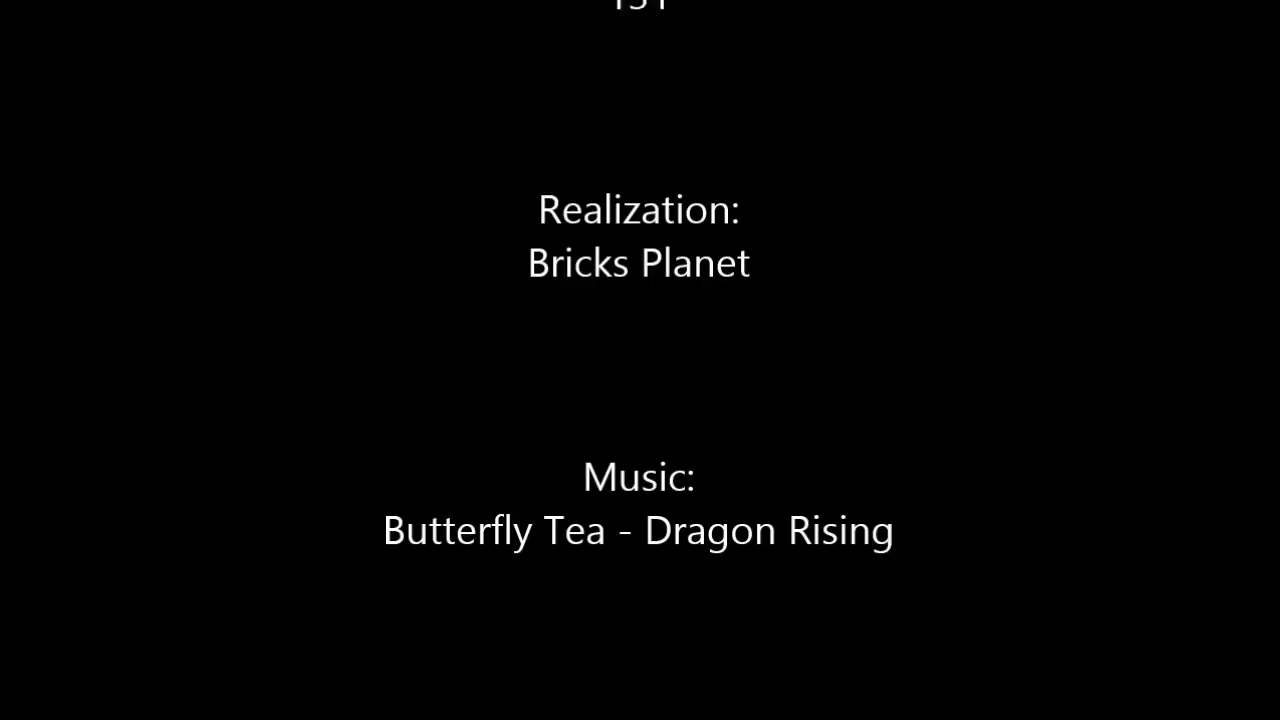 Realization:
Bricks Planet
Music:
Butterfly Tea - Dragon Rising